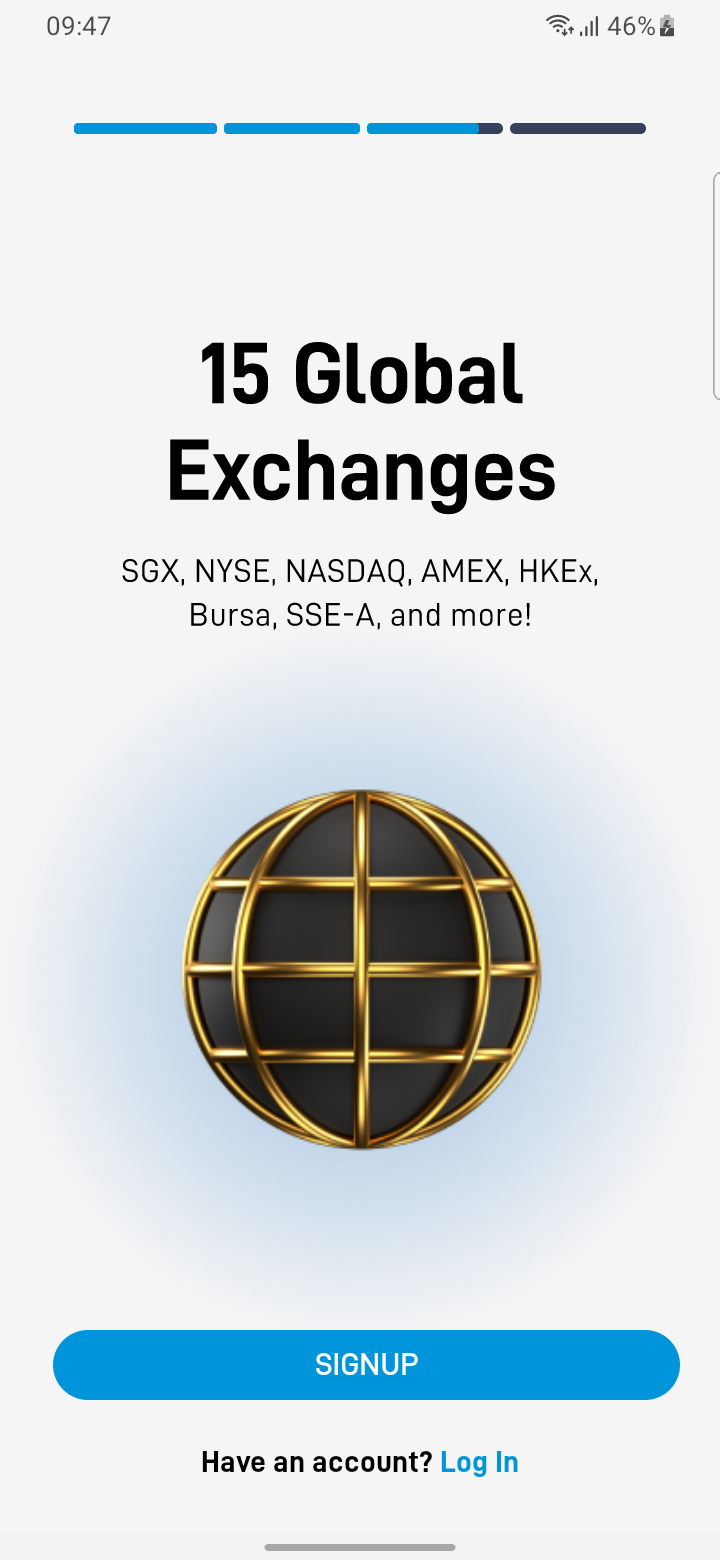 09:47
46%
15 Global
Exchanges
SGX, NYSE, NASDAQ, AMEX, HKEx,
Bursa, SSE-A, and more!
SIGNUP
Have an account? Log In